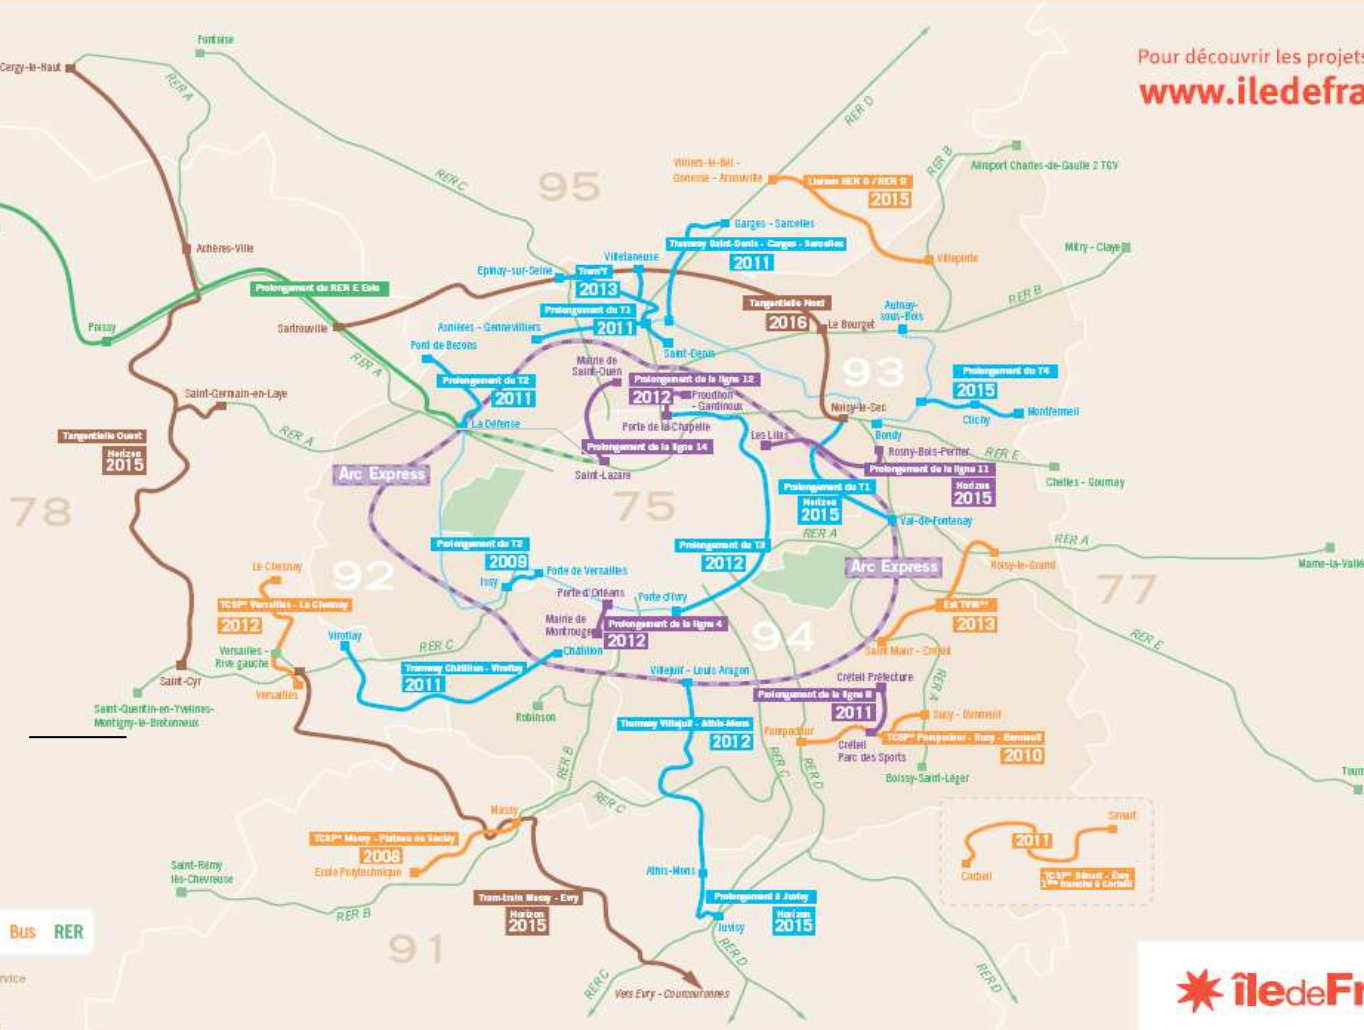 Pour découvrir les projets
www.iledefra
Pontoise
Cergy-le-Haut
RER A
RER D
95
RER C
Villiers-le-Bel -
Gonesse - Arnouville
Liaison RER D / RER B
2015
RER B
Aéroport Charles-de-Gaulle 2 TGV
Garges - Sarcelles
Tramway Saint-Denis - Garges - Sarcelles
2011
Villepinte
Mitry - Claye
RER B
Achères-Ville
Villetaneuse
Epinay-sur-Seine
Tram'Y
2013
Prolongement du RER E Eole
Poissy
Sartrouville
Prolongement du T1
2011
Asnières - Gennevilliers
Saint-Denis
Tangentielle Nord
2016
Le Bourget
Aulnay-
sous-Bois
Pont de Bezons
RER A
Prolongement du T2
2011
Mairie de
Saint-Ouen
Prolongement de la ligne 12
2012
Proudhon
- Gardinoux
Porte de la Chapelle
93
Prolongement du T4
2015
Clichy
Montfermeil
Saint-Germain-en-Laye
RER A
La Défense
Noisy-le-Sec
Bondy
Les Lilas
Rosny-Bois-Perrier
RER E
Tangentielle Ouest
Horizon
2015
Prolongement de la ligne 14
Saint-Lazare
Arc Express
Prolongement de la ligne 11
Horizon
2015
Chelles - Gournay
78
75
Prolongement du T1
Horizon
2015
Val-de-Fontenay
RER A
RER A
Marne-la-Vallé
Prolongement du T2
2009
Prolongement du T3
2012
Arc Express
Noisy-le-Grand
92
77
Le Chesnay
Issy
Porte de Versailles
Porte d'Orléans
Porte d'Ivry
TCSP** Versailles - Le Chesnay
2012
Mairie de
Montrouge
Prolongement de la ligne 4
2012
94
Est TVM**
2013
RER E
Viroflay
RER C
Châtillon
Saint Maur - Créteil
Versailles -
Rive gauche
Versailles
Saint-Cyr
Tramway Châtillon - Viroflay
2011
Villejuif - Louis Aragon
Créteil Préfecture
RER A
Prolongement de la ligne 8
2011
Saint-Quentin-en-Yvelines-
Montigny-le-Bretonneux
Robinson
Tramway Villejuif - Athis-Mons
2012
Pompadour
Sucy - Bonneuil
TCSP** Pompadour - Sucy - Bonneuil
2010
Créteil
Parc des Sports
Boissy-Saint-Léger
RER B
RER C
RER C
RER D
Tourn
Massy
TCSP** Massy - Plateau de Saclay
2008
Ecole Polytechnique
Sénart
2011
Corbeil
TCSP** Sénart - Évry
1ère tranche à Corbeil
Saint-Rémy
lès-Chevreuse
RER B
Athis-Mons
Tram-train Massy - Evry
Horizon
2015
Prolongement à Juvisy
Horizon
2015
Juvisy
Bus RER
91
RER D
RER D
rvice
RER C
Vers Evry - Courcouronnes
îledeFr